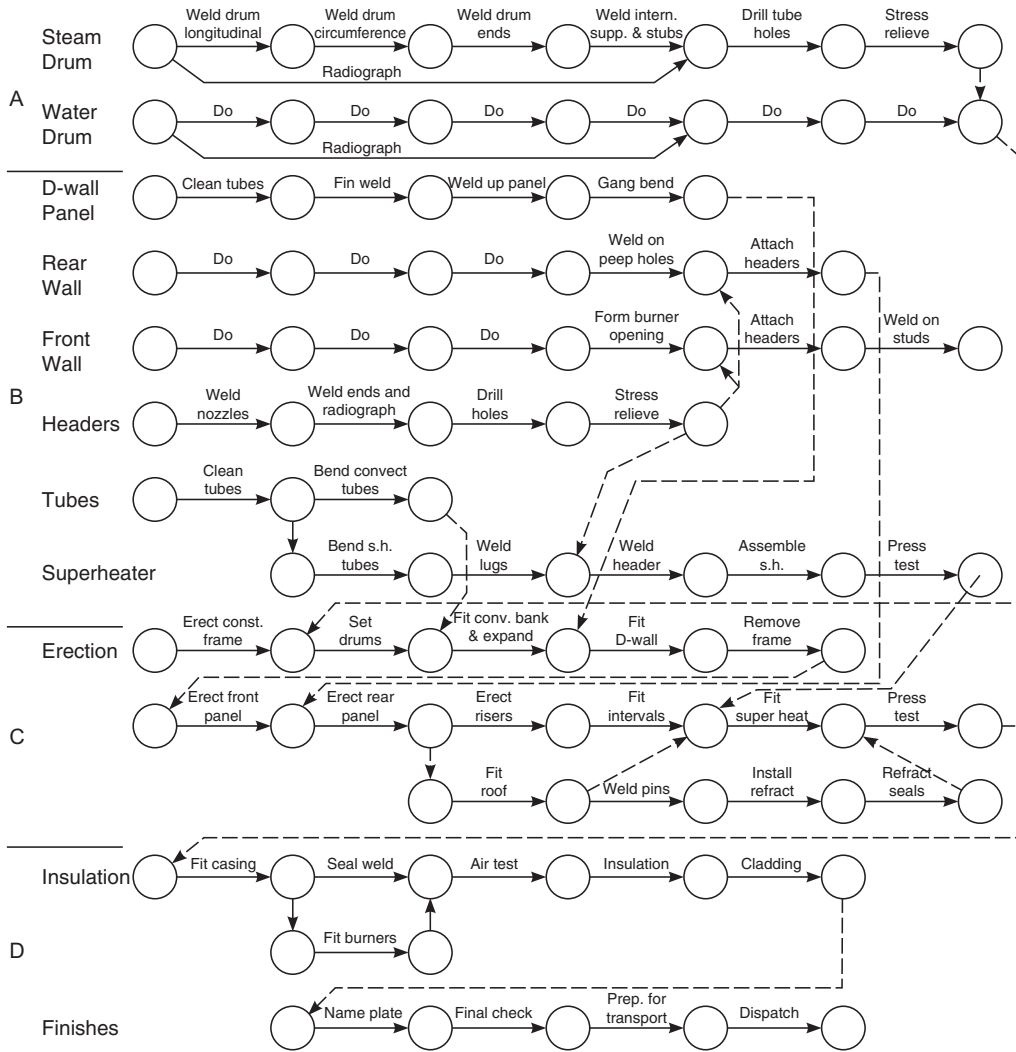 Weld drum
longitudinal
Weld drum
circumference
Weld drum
ends
Weld intern.
supp. & stubs
Drill tube
holes
Stress
relieve
Steam
Drum
Radiograph
A
Water
Drum
Do
Do
Do
Do
Do
Do
Radiograph
D-wall
Panel
Clean tubes
Fin weld
Weld up panel
Gang bend
Rear
Wall
Do
Do
Do
Weld on
peep holes
Attach
headers
Front
Wall
Do
Do
Do
Form burner
opening
Attach
headers
Weld on
studs
B
Headers
Weld
nozzles
Weld ends and
radiograph
Drill
holes
Stress
relieve
Tubes
Clean
tubes
Bend convect
tubes
Superheater
Bend s.h.
tubes
Weld
lugs
Weld
header
Assemble
s.h.
Press
test
Erection
Erect const.
frame
Set
drums
Fit conv. bank
& expand
Fit
D-wall
Remove
frame
C
Erect front
panel
Erect rear
panel
Erect
risers
Fit
intervals
Fit
super heat
Press
test
Fit
roof
Weld pins
Install
refract
Refract
seals
Insulation
Fit casing
Seal weld
Air test
Insulation
Cladding
D
Fit burners
Finishes
Name plate
Final check
Prep. for
transport
Dispatch